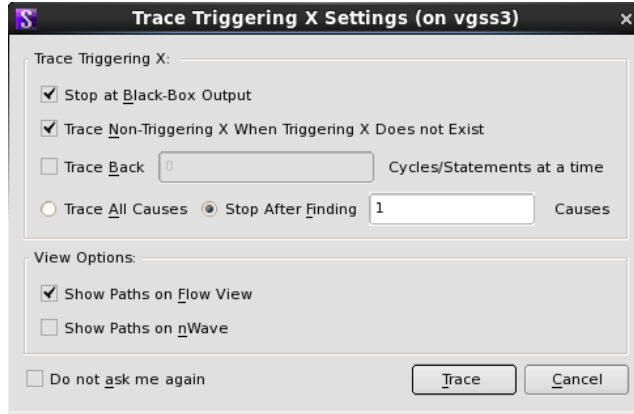 Trace Triggering X Settings (on vgss3)
Trace Triggering X:
Stop at Black-Box Output
Trace Non-Triggering X When Triggering X Does not Exist
Trace Back 0 Cycles/Statements at a time
Trace All Causes Stop After Finding 1 Causes
View Options:
Show Paths on Flow View
Show Paths on nWave
Do not ask me again Trace Cancel